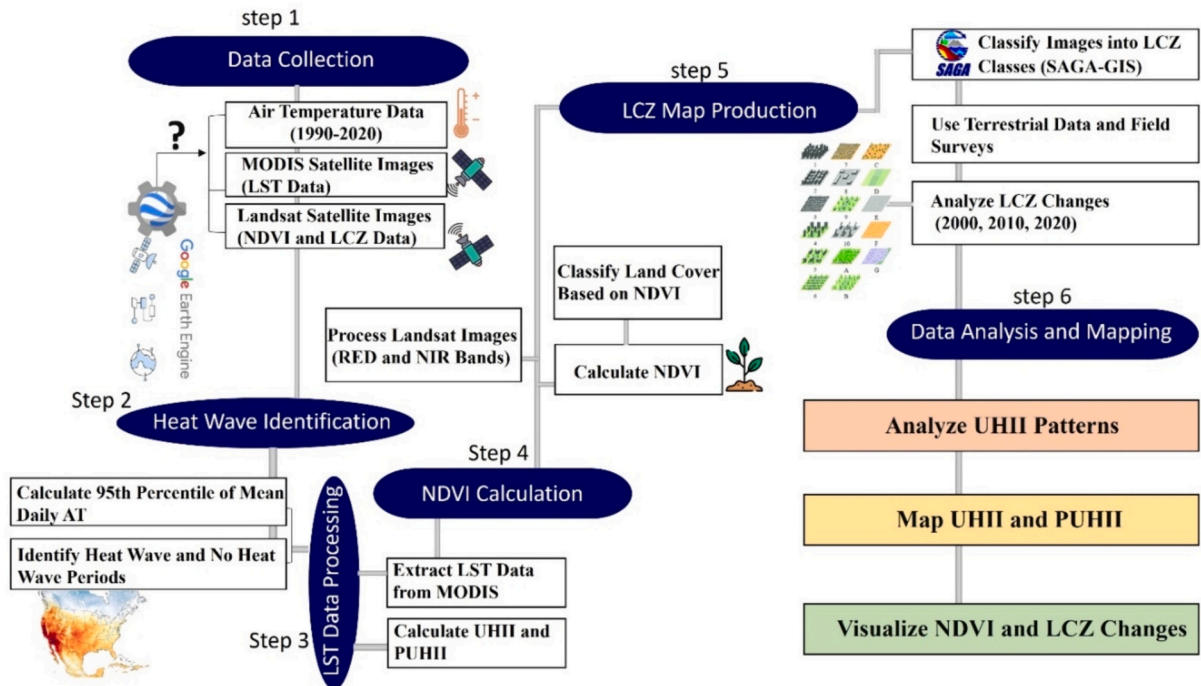 step 1
Data Collection
?
Air Temperature Data
(1990-2020)
MODIS Satellite Images
(LST Data)
Landsat Satellite Images
(NDVI and LCZ Data)
Google Earth Engine
Step 2
Heat Wave Identification
Calculate 95th Percentile of Mean
Daily AT
Identify Heat Wave and No Heat
Wave Periods
Step 3
LST Data Processing
Extract LST Data
from MODIS
Calculate UHII and
PUHII
Step 4
NDVI Calculation
Process Landsat Images
(RED and NIR Bands)
Classify Land Cover
Based on NDVI
Calculate NDVI
step 5
LCZ Map Production
SAGA
Classify Images into LCZ
Classes (SAGA-GIS)
Use Terrestrial Data and Field
Surveys
Analyze LCZ Changes
(2000, 2010, 2020)
C
D
E
4 10 F
A G
B
step 6
Data Analysis and Mapping
Analyze UHII Patterns
Map UHII and PUHII
Visualize NDVI and LCZ Changes